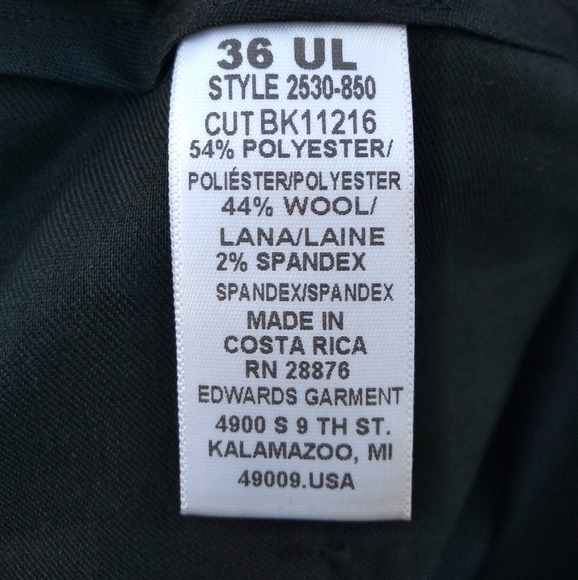 36 UL
STYLE 2530-850
CUT BK11216
54% POLYESTER/
POLIÉSTER/POLYESTER
44% WOOL/
LANA/LAINE
2% SPANDEX
SPANDEX/SPANDEX
MADE IN
COSTA RICA
RN 28876
EDWARDS GARMENT
4900 S 9 TH ST.
KALAMAZOO, MI
49009.USA